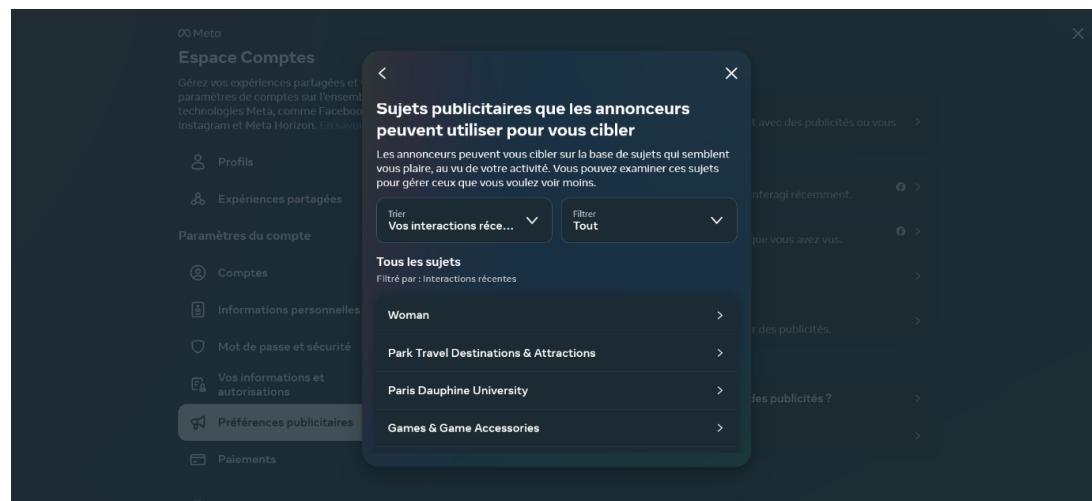 Meta
Espace Comptes
Gérez vos expériences partagées et
paramètres de comptes sur l'ensemb
technologies Meta, comme Faceboo
Instagram et Meta Horizon. En savoi
Profils
Expériences partagées
Paramètres du compte
Comptes
Informations personnelles
Mot de passe et sécurité
Vos informations et
autorisations
Préférences publicitaires
Paiements
Sujets publicitaires que les annonceurs
peuvent utiliser pour vous cibler
Les annonceurs peuvent vous cibler sur la base de sujets qui semblent
vous plaire, au vu de votre activité. Vous pouvez examiner ces sujets
pour gérer ceux que vous voulez voir moins.
Trier
Vos interactions réce...
Filtrer
Tout
Tous les sujets
Filtré par : Interactions récentes
Woman
Park Travel Destinations & Attractions
Paris Dauphine University
Games & Game Accessories
t avec des publicités ou vous
nteragi récemment.
que vous avez vus.
r des publicités.
des publicités ?